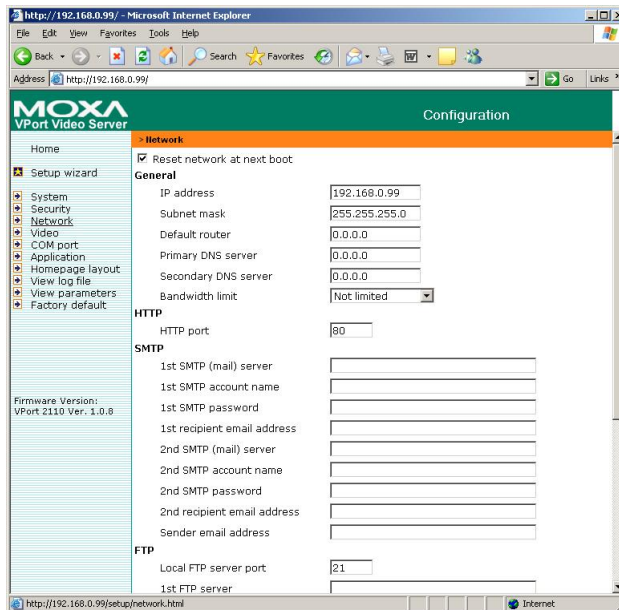 http://192.168.0.99/ - Microsoft Internet Explorer
File Edit View Favorites Tools Help
Back Search Favorites
Address http://192.168.0.99/ Go Links »
MOXA
VPort Video Server
Configuration
Home
Setup wizard
System
Security
Network
Video
COM port
Application
Homepage layout
View log file
View parameters
Factory default
Firmware Version:
VPort 2110 Ver. 1.0.8
> Network
Reset network at next boot
General
IP address 192.168.0.99
Subnet mask 255.255.255.0
Default router 0.0.0.0
Primary DNS server 0.0.0.0
Secondary DNS server 0.0.0.0
Bandwidth limit Not limited
HTTP
HTTP port 80
SMTP
1st SMTP (mail) server
1st SMTP account name
1st SMTP password
1st recipient email address
2nd SMTP (mail) server
2nd SMTP account name
2nd SMTP password
2nd recipient email address
Sender email address
FTP
Local FTP server port 21
1st FTP server
http://192.168.0.99/setup/network.html Internet